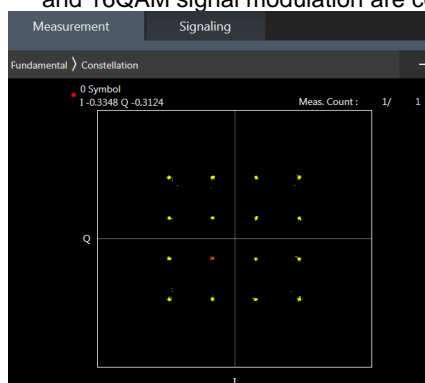 and 16QAM signal modulation are
Measurement Signaling
Fundamental 〉 Constellation
0 Symbol
I -0.3348 Q -0.3124 Meas. Count : 1/ 1
Q
I